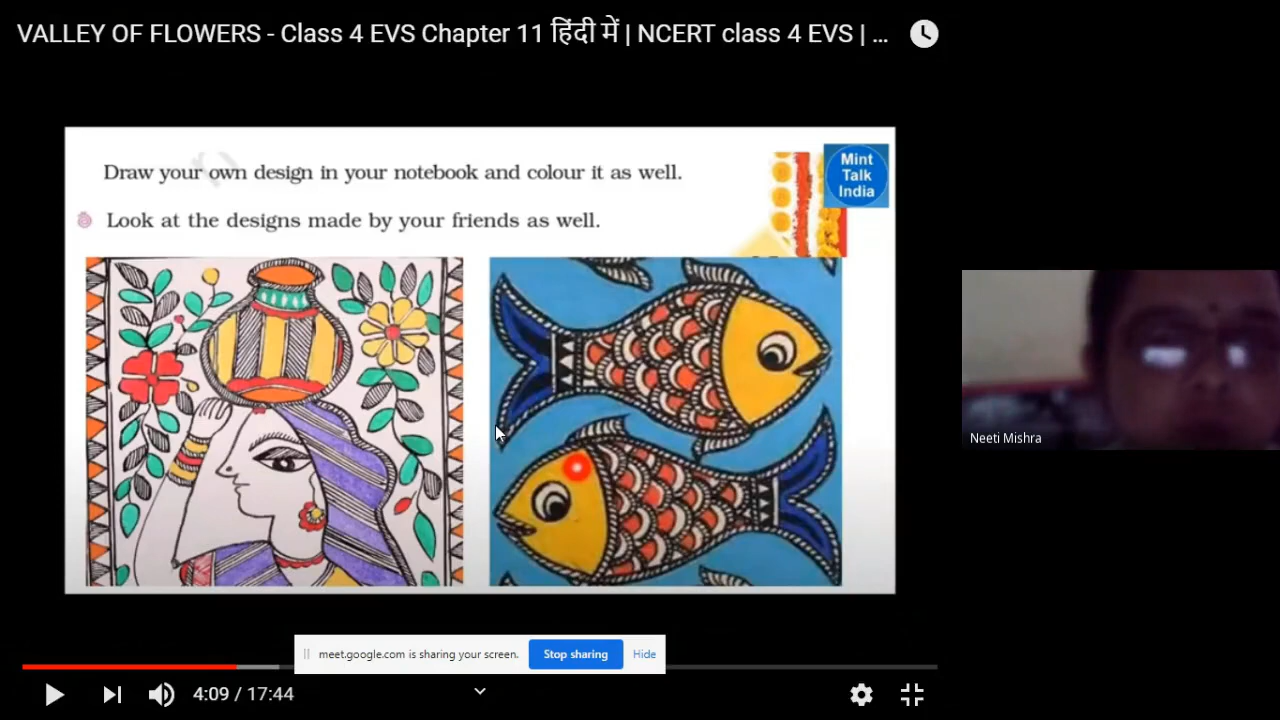 VALLEY OF FLOWERS - Class 4 EVS Chapter 11 हिंदी में | NCERT class 4 EVS | ...
Draw your own design in your notebook and colour it as well.
Mint
Talk
India
Look at the designs made by your friends as well.
Neeti Mishra
meet.google.com is sharing your screen.
Stop sharing
Hide
4:09 / 17:44